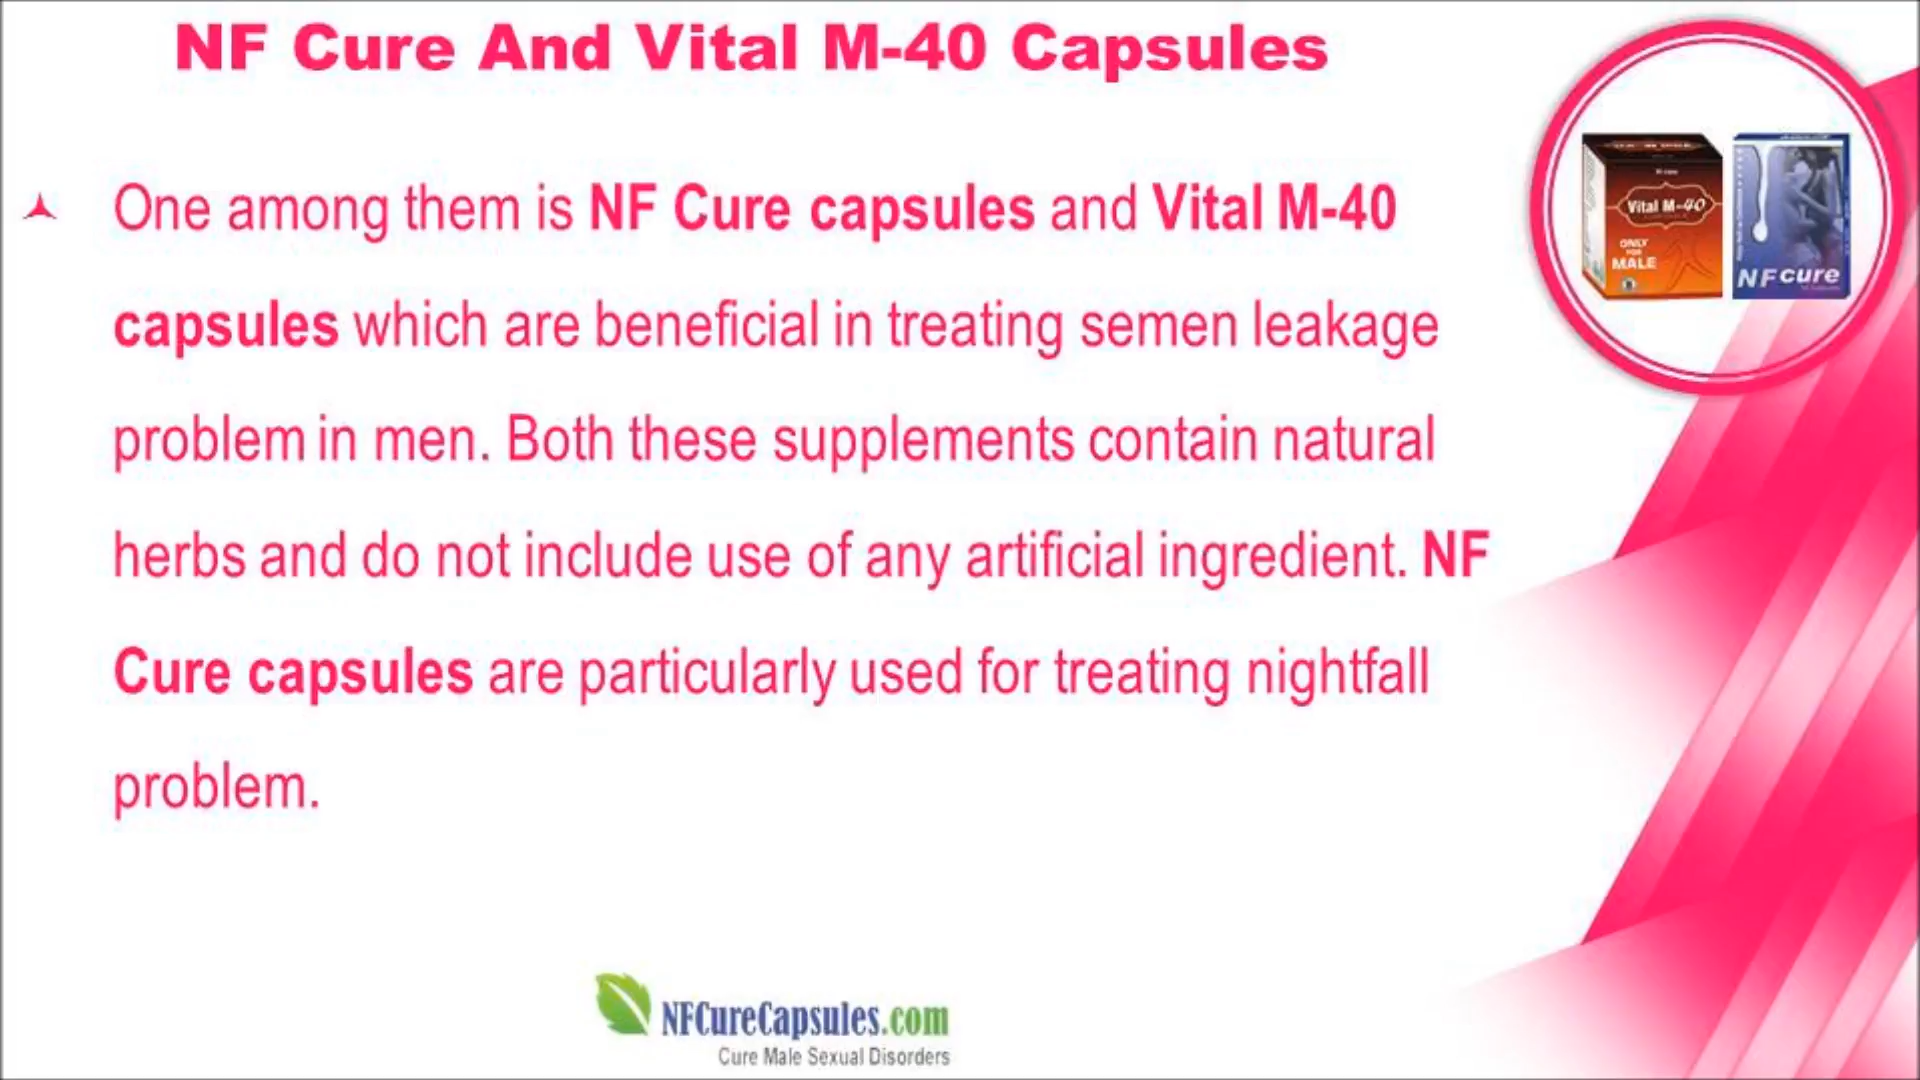 NF Cure And Vital M-40 Capsules
One among them is NF Cure capsules and Vital M-40
capsules which are beneficial in treating semen leakage
problem in men. Both these supplements contain natural
herbs and do not include use of any artificial ingredient. NF
Cure capsules are particularly used for treating nightfall
problem.
Vital M-40
ONLY
FOR
MALE
NFcure
NFCureCapsules.com
Cure Male Sexual Disorders